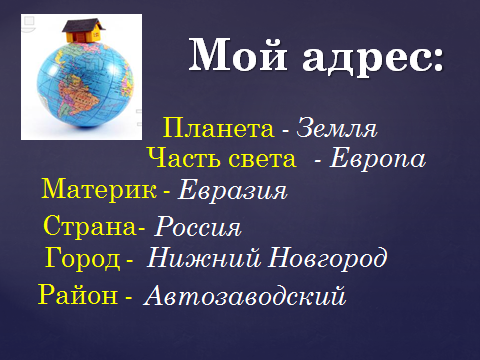 Мой адрес:
Планета - Земля
Часть света - Европа
Материк - Евразия
Страна- Россия
Город - Нижний Новгород
Район - Автозаводский